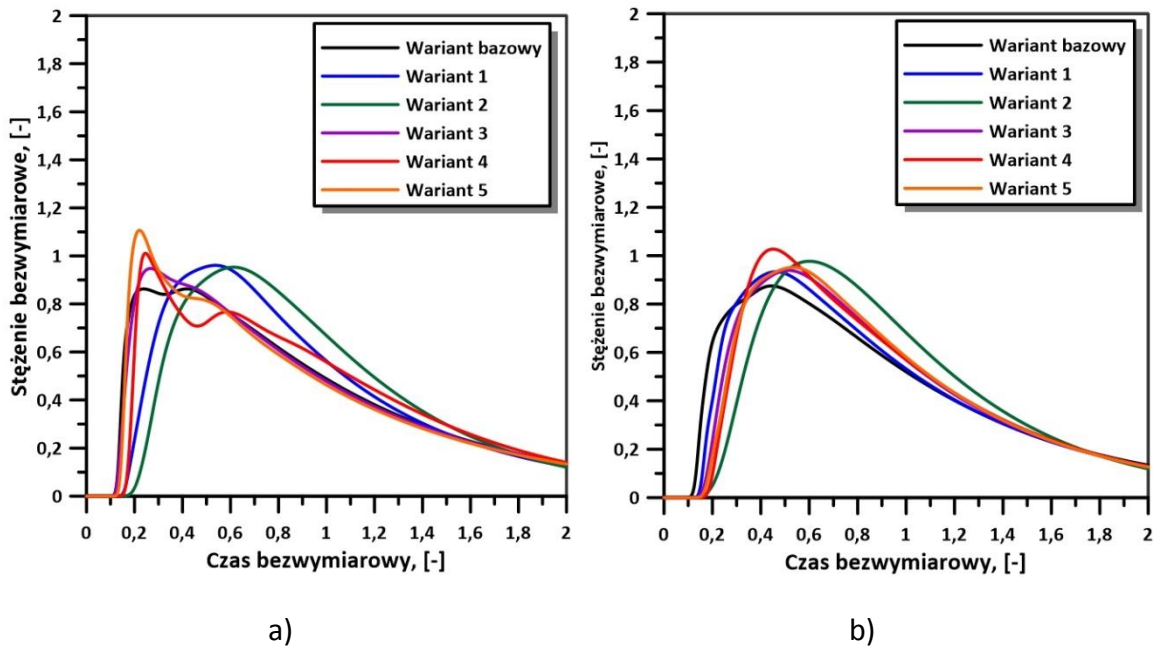 Stężenie bezwymiarowe, [-]
2
1,8
1,6
1,4
1,2
1
0,8
0,6
0,4
0,2
0
Wariant bazowy
Wariant 1
Wariant 2
Wariant 3
Wariant 4
Wariant 5
0 0,2 0,4 0,6 0,8 1 1,2 1,4 1,6 1,8 2
Czas bezwymiarowy, [-]
a)
Stężenie bezwymiarowe, [-]
2
1,8
1,6
1,4
1,2
1
0,8
0,6
0,4
0,2
0
Wariant bazowy
Wariant 1
Wariant 2
Wariant 3
Wariant 4
Wariant 5
0 0,2 0,4 0,6 0,8 1 1,2 1,4 1,6 1,8 2
Czas bezwymiarowy, [-]
b)